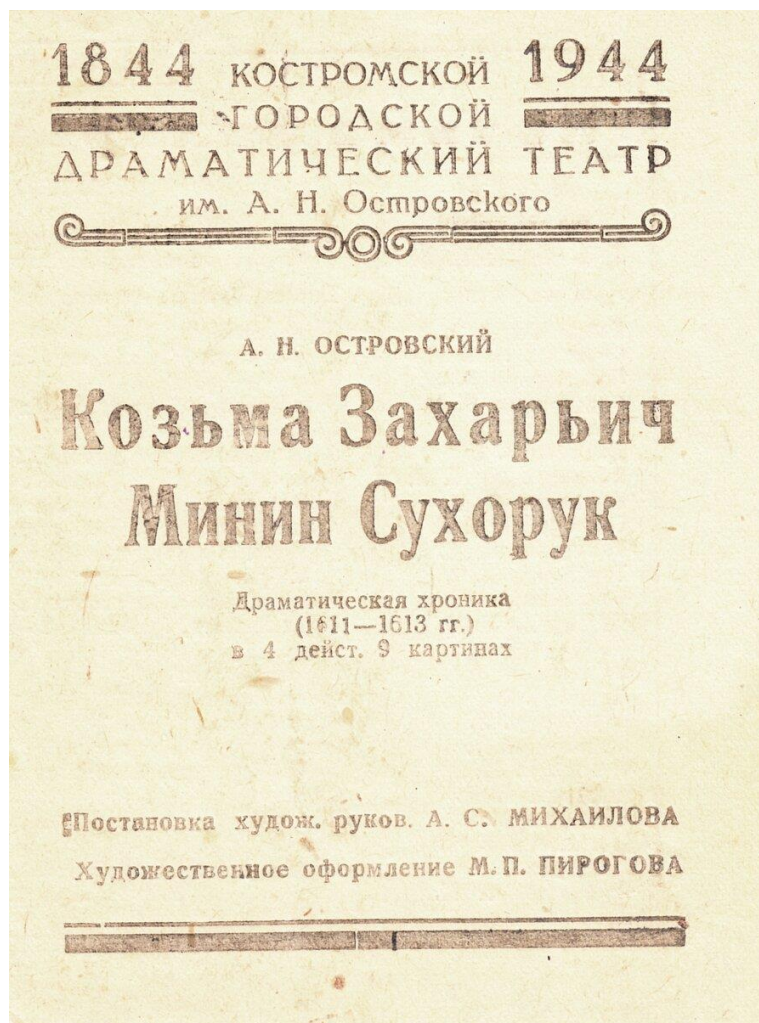 1844 КОСТРОМСКОЙ 1944
ГОРОДСКОЙ
ДРАМАТИЧЕСКИЙ ТЕАТР
им. А. Н. Островского
А. Н. ОСТРОВСКИЙ
Козьма Захарьич
Минин Сухорук
Драматическая хроника
(1611—1613 гг.)
в 4 дейст. 9 картинах
Постановка худож. руков. А. С. МИХАИЛОВА
Художественное оформление М. П. ПИРОГОВА